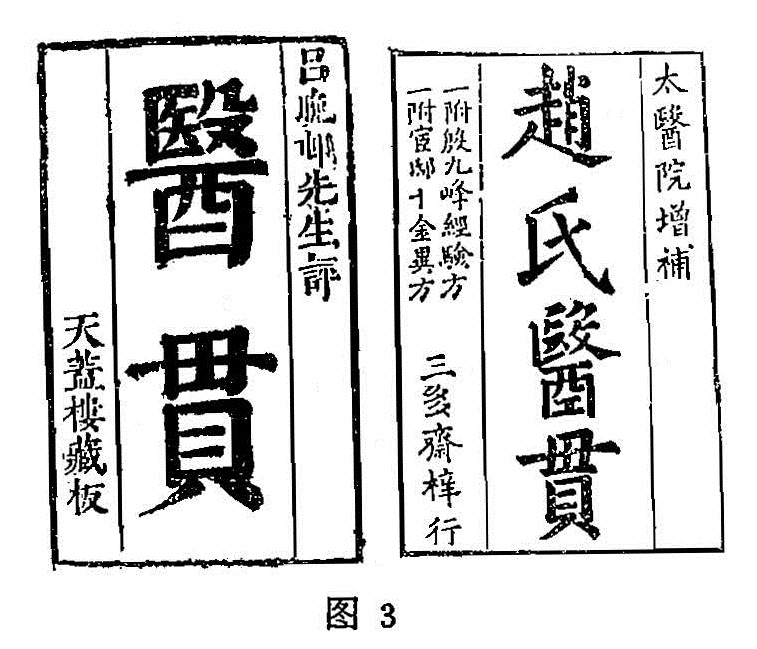 呂晚邨先生評
醫貫
天蓋樓藏板
太醫院增補
趙氏醫貫
一附殷九峰經驗方
一附宦邸十金異方
三多齋梓行
图 3